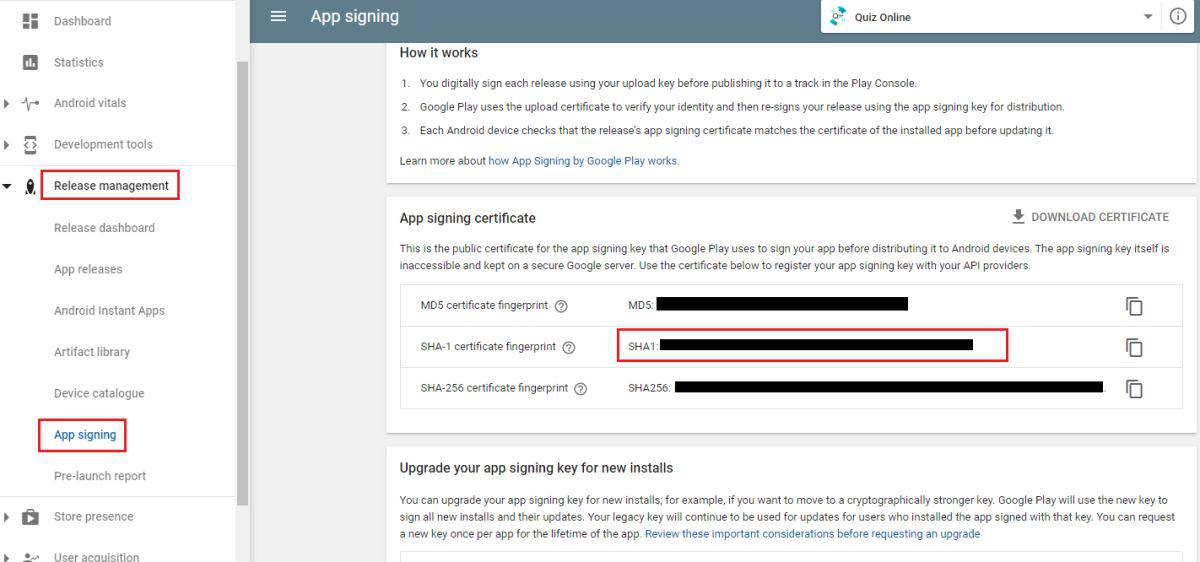 Dashboard
Statistics
Android vitals
Development tools
Release management
Release dashboard
App releases
Android Instant Apps
Artifact library
Device catalogue
App signing
Pre-launch report
Store presence
User acquisition
App signing
Quiz Online
How it works
1. You digitally sign each release using your upload key before publishing it to a track in the Play Console.
2. Google Play uses the upload certificate to verify your identity and then re-signs your release using the app signing key for distribution.
3. Each Android device checks that the release's app signing certificate matches the certificate of the installed app before updating it.
Learn more about how App Signing by Google Play works.
App signing certificate
DOWNLOAD CERTIFICATE
This is the public certificate for the app signing key that Google Play uses to sign your app before distributing it to Android devices. The app signing key itself is
inaccessible and kept on a secure Google server. Use the certificate below to register your app signing key with your API providers.
MD5 certificate fingerprint MD5:
SHA-1 certificate fingerprint SHA1:
SHA-256 certificate fingerprint SHA256:
Upgrade your app signing key for new installs
You can upgrade your app signing key for new installs; for example, if you want to move to a cryptographically stronger key. Google Play will use the new key to
sign all new installs and their updates. Your legacy key will continue to be used for updates for users who installed the app signed with that key. You can request
a new key once per app for the lifetime of the app. Review these important considerations before requesting an upgrade